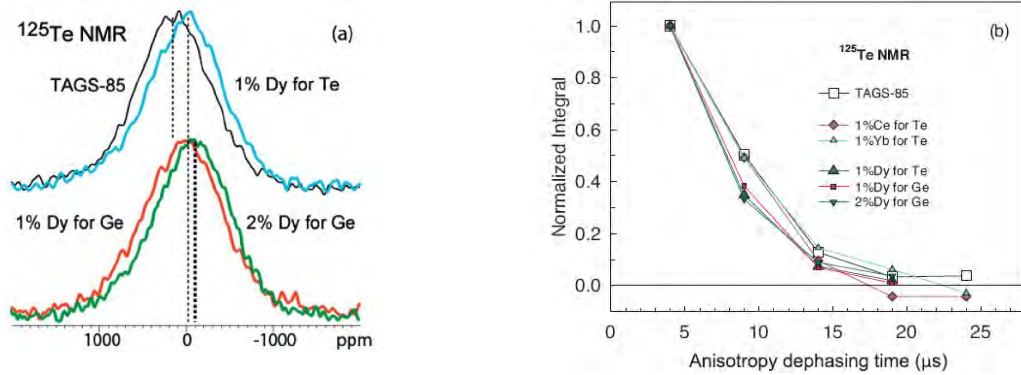 (a)
¹²⁵Te NMR
TAGS-85
1% Dy for Te
1% Dy for Ge
2% Dy for Ge
1000
0
-1000
ppm
(b)
¹²⁵Te NMR
TAGS-85
1%Ce for Te
1%Yb for Te
1%Dy for Te
1%Dy for Ge
2%Dy for Ge
Normalized Integral
1.0
0.8
0.6
0.4
0.2
0.0
0
5
10
15
20
25
Anisotropy dephasing time (µs)